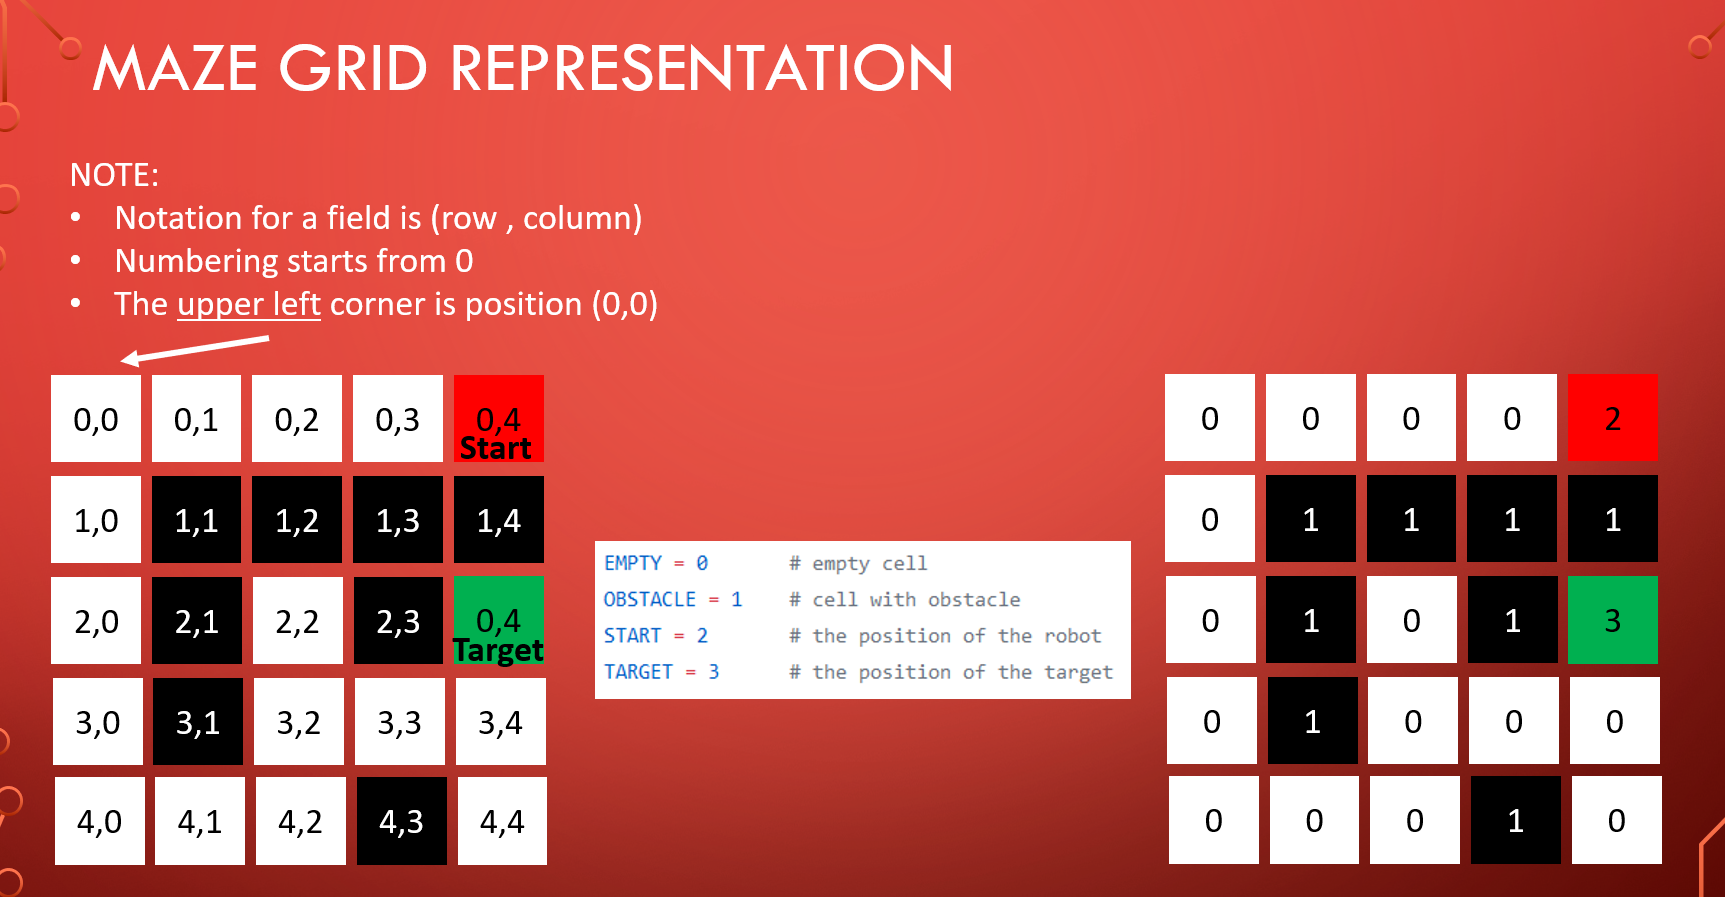 MAZE GRID REPRESENTATION
NOTE:
• Notation for a field is (row , column)
• Numbering starts from 0
• The upper left corner is position (0,0)
0,0 0,1 0,2 0,3 0,4
Start
1,0 1,1 1,2 1,3 1,4
2,0 2,1 2,2 2,3 0,4
Target
3,0 3,1 3,2 3,3 3,4
4,0 4,1 4,2 4,3 4,4
EMPTY = 0 # empty cell
OBSTACLE = 1 # cell with obstacle
START = 2 # the position of the robot
TARGET = 3 # the position of the target
0 0 0 0 2
0 1 1 1 1
0 1 0 1 3
0 1 0 0 0
0 0 0 1 0